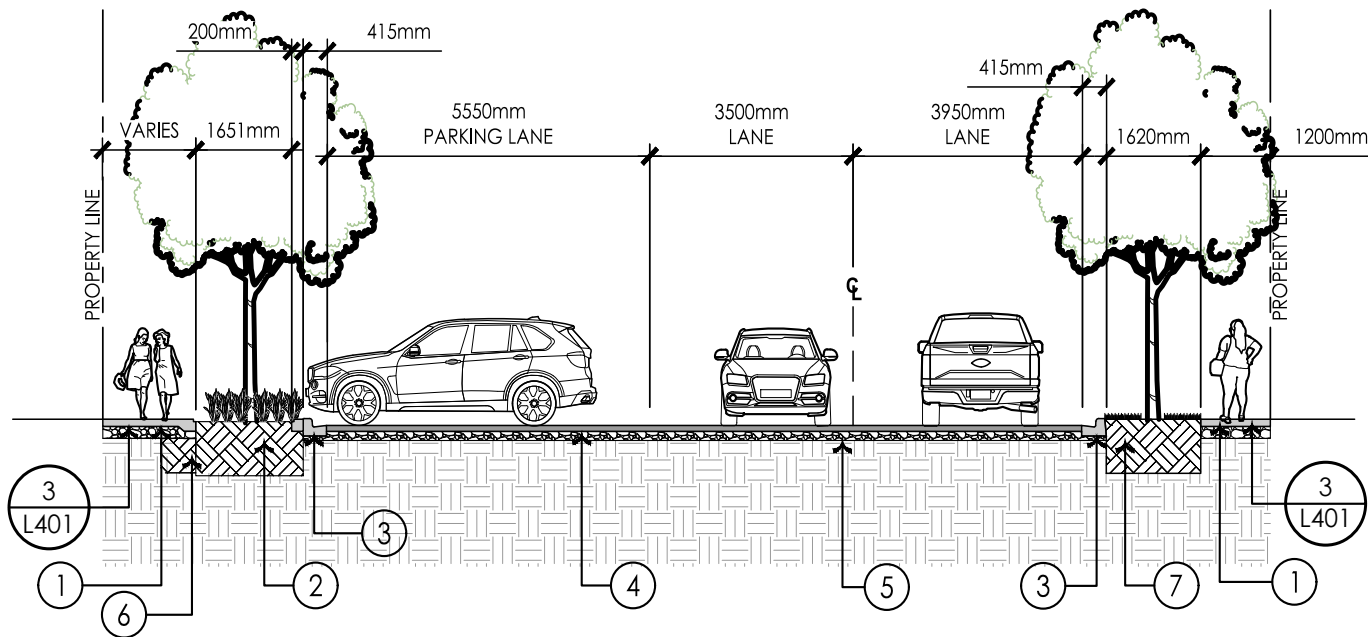 200mm
415mm
415mm
5550mm
PARKING LANE
3500mm
LANE
3950mm
LANE
VARIES
1651mm
1620mm
1200mm
PROPERTY LINE
PROPERTY LINE
℄
3
L401
3
L401
3
1
6
2
4
5
3
7
1